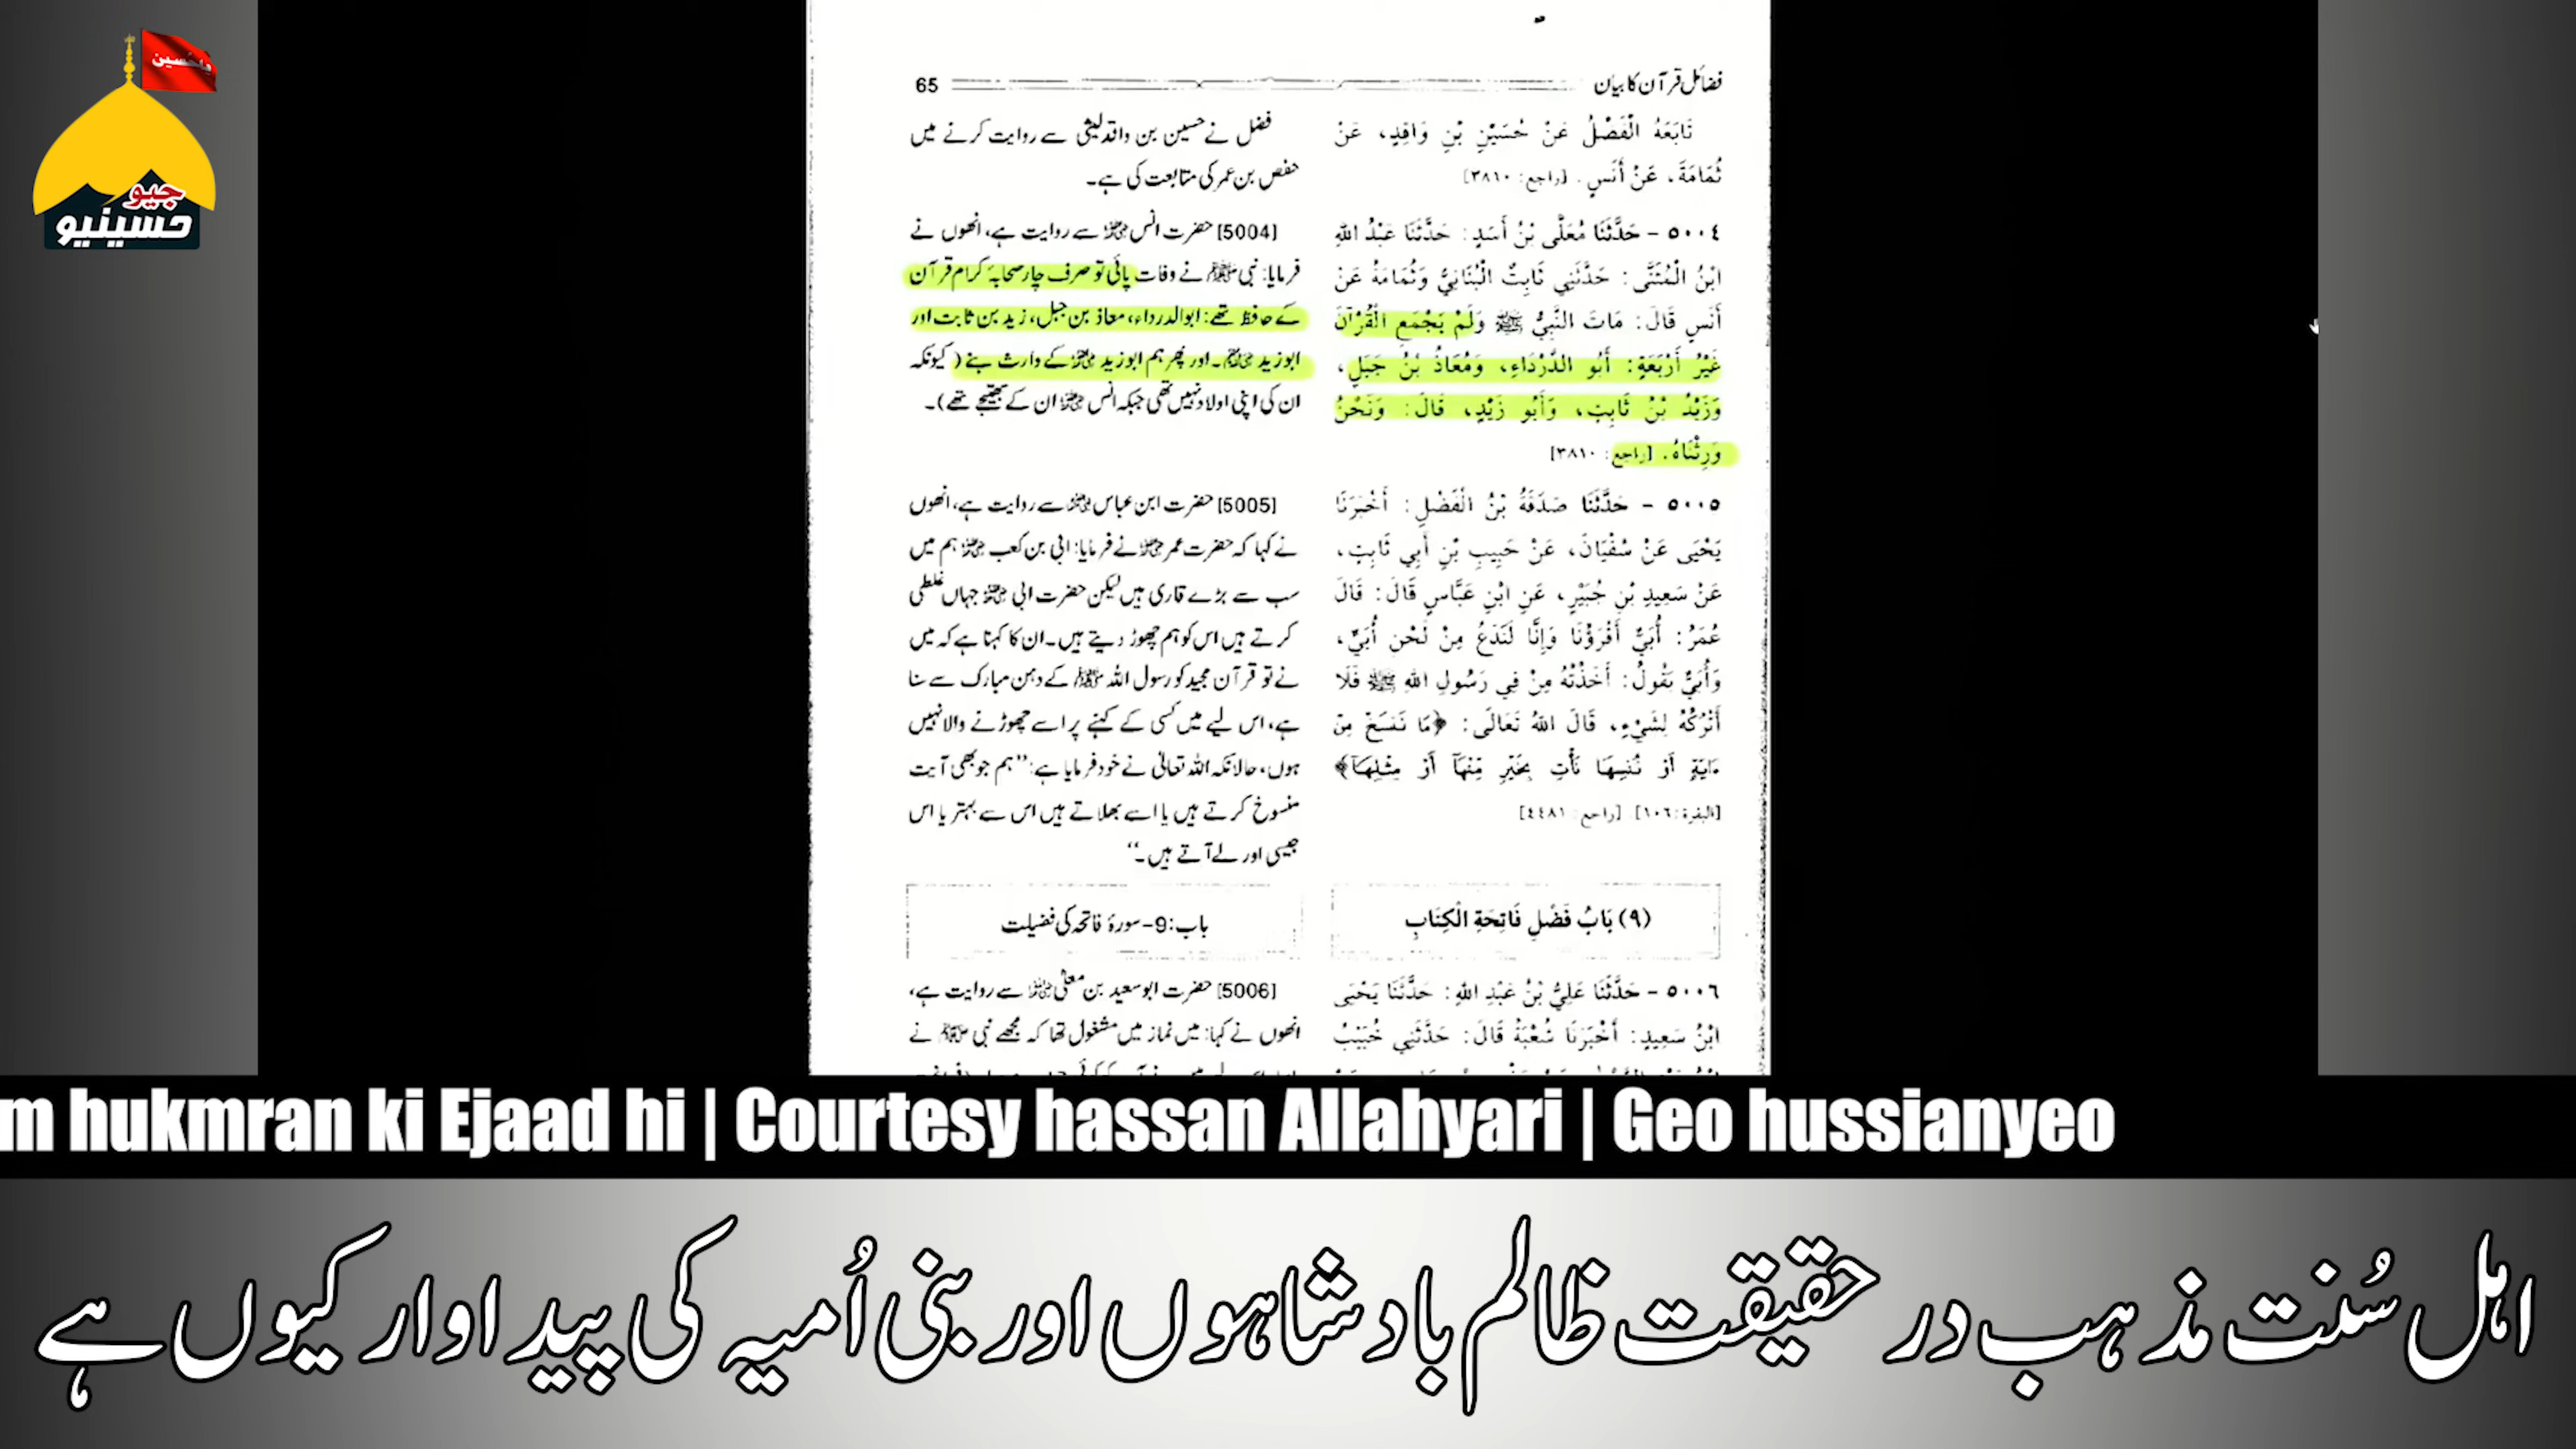 یاحسین
جیو
حسینیو
فضائل قرآن کا بیان 65
تَابَعَهُ الْفَضْلُ عَنْ حُسَيْنِ بْنِ وَاقِدٍ، عَنْ
ثُمَامَةَ، عَنْ أَنَسٍ. [راجع: ٣٨١٠]
فضل نے حسین بن واقد لیثی سے روایت کرنے میں
حفص بن عمر کی متابعت کی ہے۔
٥٠٠٤ - حَدَّثَنَا مُعَلَّى بْنُ أَسَدٍ: حَدَّثَنَا عَبْدُ اللهِ
ابْنُ الْمُثَنَّى: حَدَّثَنِي ثَابِتٌ الْبُنَانِيُّ وَثُمَامَةُ عَنْ
أَنَسٍ قَالَ: مَاتَ النَّبِيُّ ﷺ وَلَمْ يَجْمَعِ الْقُرْآنَ
غَيْرُ أَرْبَعَةٍ: أَبُو الدَّرْدَاءِ، وَمُعَاذُ بْنُ جَبَلٍ،
وَزَيْدُ بْنُ ثَابِتٍ، وَأَبُو زَيْدٍ، قَالَ: وَنَحْنُ
وَرِثْنَاهُ. [راجع: ٣٨١٠]
[5004] حضرت انس ؓ سے روایت ہے، انھوں نے
فرمایا: نبی ﷺ نے وفات پائی تو صرف چار صحابہ کرام قرآن
کے حافظ تھے: ابوالدرداء، معاذ بن جبل، زید بن ثابت اور
ابو زید ؓ۔ اور پھر ہم ابو زید ؓ کے وارث بنے (کیونکہ
ان کی اپنی اولاد نہیں تھی جبکہ انس ؓ ان کے بھتیجے تھے)۔
٥٠٠٥ - حَدَّثَنَا صَدَقَةُ بْنُ الْفَضْلِ: أَخْبَرَنَا
يَحْيَى عَنْ سُفْيَانَ، عَنْ حَبِيبِ بْنِ أَبِي ثَابِتٍ،
عَنْ سَعِيدِ بْنِ جُبَيْرٍ، عَنِ ابْنِ عَبَّاسٍ قَالَ: قَالَ
عُمَرُ: أُبَيٌّ أَقْرَؤُنَا وَإِنَّا لَنَدَعُ مِنْ لَحْنِ أُبَيٍّ،
وَأُبَيٌّ يَقُولُ: أَخَذْتُهُ مِنْ فِي رَسُولِ اللهِ ﷺ فَلَا
أَتْرُكُهُ لِشَيْءٍ، قَالَ اللهُ تَعَالَى: ﴿مَا نَنسَخْ مِنْ
ءَايَةٍ أَوْ نُنسِهَا نَأْتِ بِخَيْرٍ مِّنْهَآ أَوْ مِثْلِهَآ﴾
[البقرة: ١٠٦]. [راجع: ٤٤٨١]
[5005] حضرت ابن عباس ؓ سے روایت ہے، انھوں
نے کہا کہ حضرت عمر ؓ نے فرمایا: ابی بن کعب ؓ ہم میں
سب سے بڑے قاری ہیں لیکن حضرت ابی ؓ جہاں غلطی
کرتے ہیں اس کو ہم چھوڑ دیتے ہیں۔ ان کا کہنا ہے کہ میں
نے تو قرآن مجید کو رسول اللہ ﷺ کے دہن مبارک سے سنا
ہے، اس لیے میں کسی کے کہنے پر اسے چھوڑنے والا نہیں
ہوں، حالانکہ اللہ تعالیٰ نے خود فرمایا ہے: ’’ہم جو بھی آیت
منسوخ کرتے ہیں یا اسے بھلاتے ہیں اس سے بہتر یا اس
جیسی اور لے آتے ہیں۔‘‘
(٩) بَابُ فَضْلِ فَاتِحَةِ الْكِتَابِ
باب: 9- سورۂ فاتحہ کی فضیلت
٥٠٠٦ - حَدَّثَنَا عَلِيُّ بْنُ عَبْدِ اللهِ: حَدَّثَنَا يَحْيَى
ابْنُ سَعِيدٍ: أَخْبَرَنَا شُعْبَةُ قَالَ: حَدَّثَنِي خُبَيْبُ
[5006] حضرت ابو سعید بن معلی ؓ سے روایت ہے،
انھوں نے کہا: میں نماز میں مشغول تھا کہ مجھے نبی ﷺ نے
m hukmran ki Ejaad hi | Courtesy hassan Allahyari | Geo hussianyeo
اہل سُنت مذہب در حقیقت ظالم بادشاہوں اور بنی اُمیہ کی پیداوار کیوں ہے